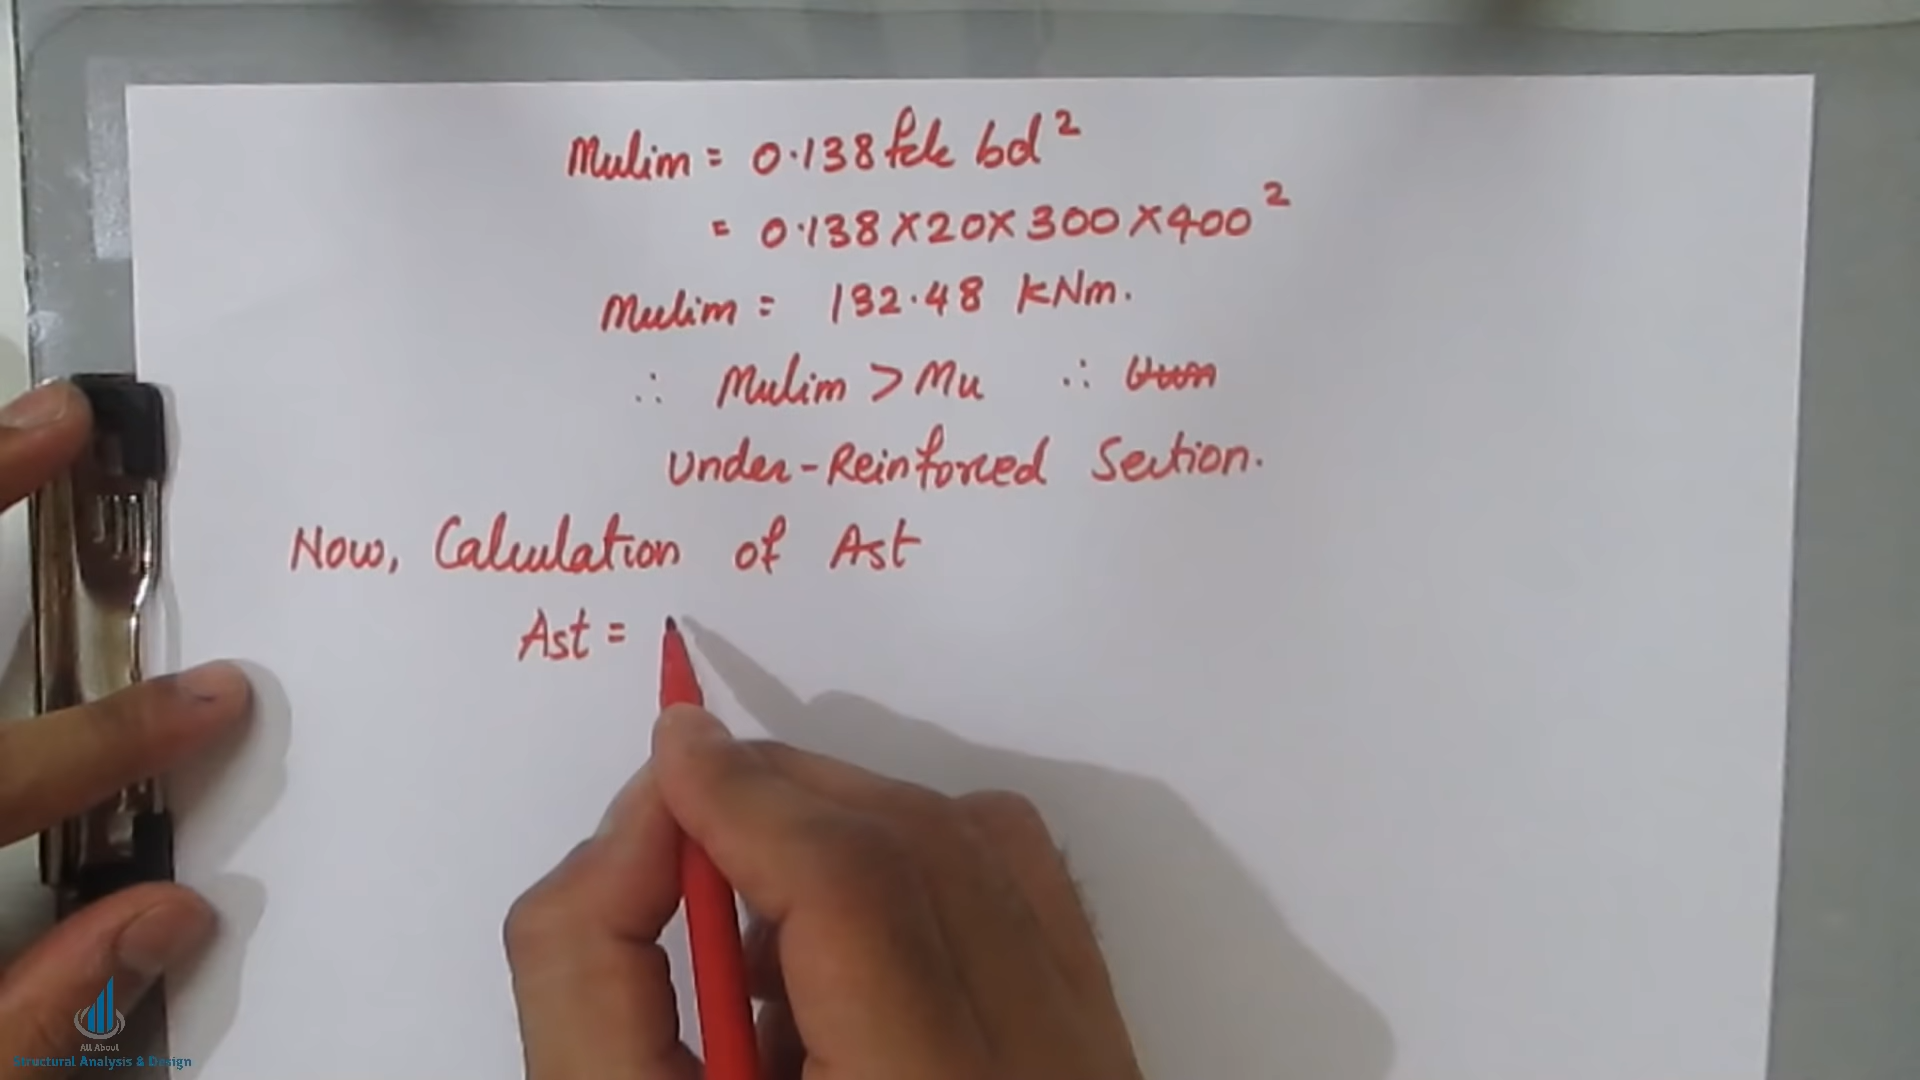 Mulim = 0.138 fck bd²
= 0.138 × 20 × 300 × 400²
Mulim = 132.48 kNm.
∴ Mulim > Mu ∴
Under-Reinforced Section.
Now, Calculation of Ast
Ast =
All About
Structural Analysis & Design